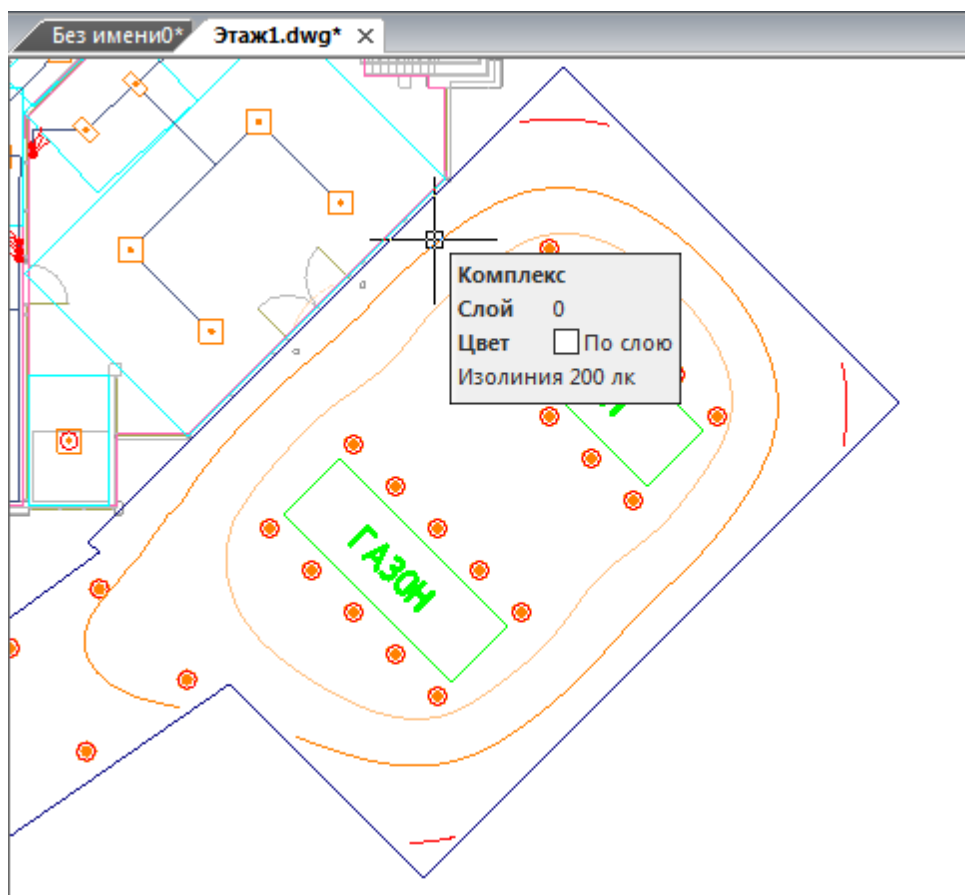 Без имени0*
Этаж1.dwg*
Комплекс
Слой 0
Цвет По слою
Изолиния 200 лк
ГАЗОН